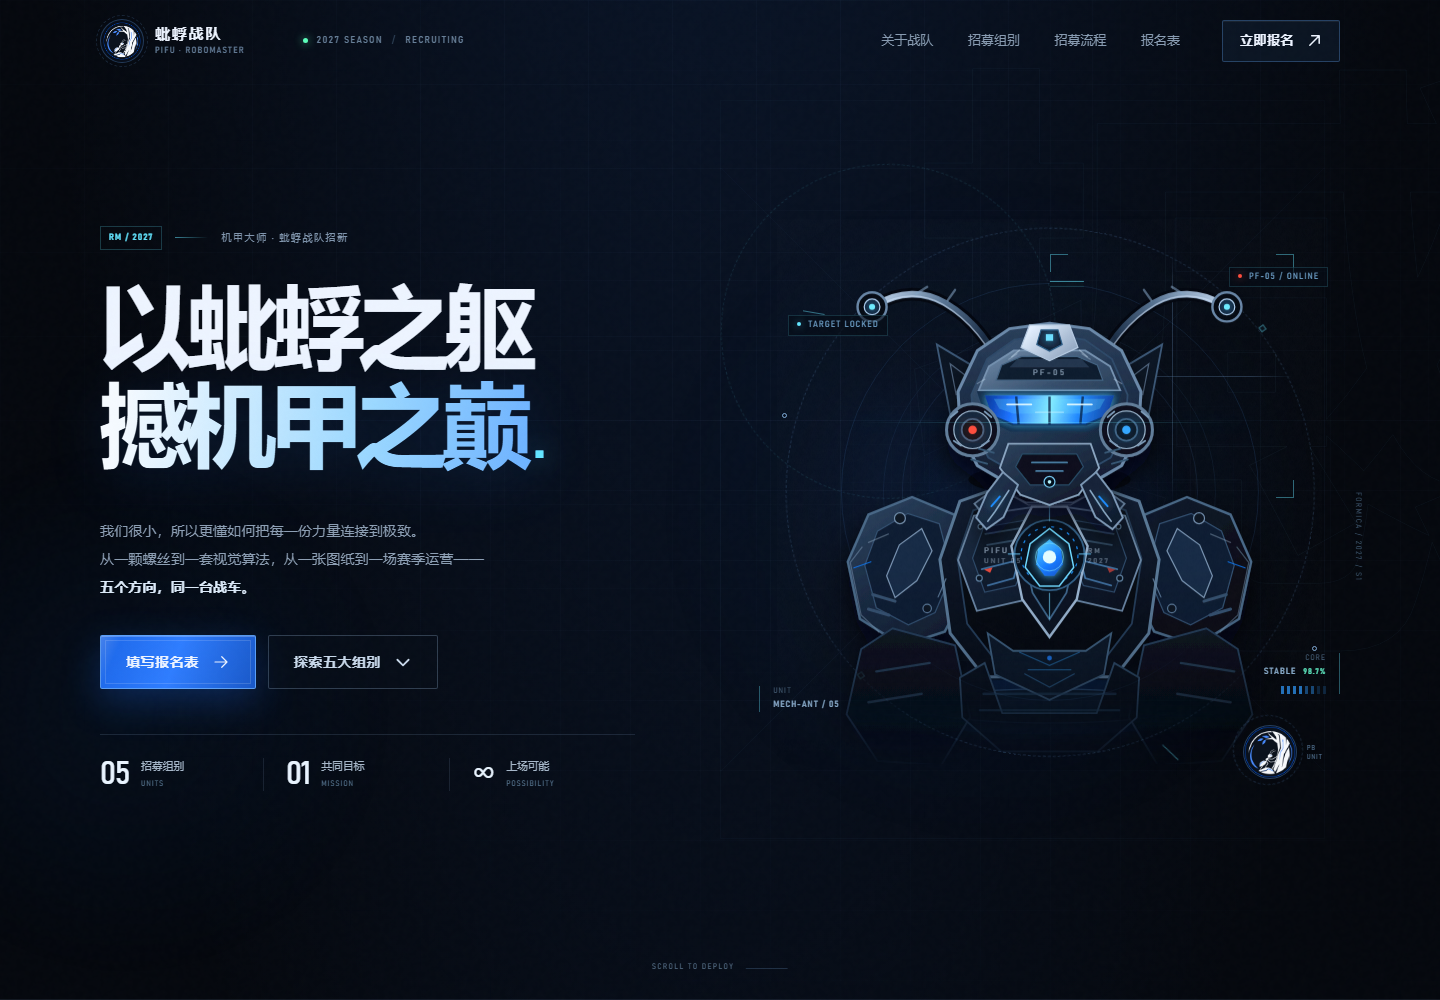 蚍蜉战队
PIFU · ROBOMASTER
2027 SEASON / RECRUITING
关于战队
招募组别
招募流程
报名表
立即报名
RM / 2027
机甲大师 · 蚍蜉战队招新
以蚍蜉之躯
撼机甲之巅.
我们很小，所以更懂如何把每一份力量连接到极致。
从一颗螺丝到一套视觉算法，从一张图纸到一场赛季运营——
五个方向，同一台战车。
填写报名表
探索五大组别
05 招募组别
UNITS
01 共同目标
MISSION
∞ 上场可能
POSSIBILITY
PF-05 / ONLINE
TARGET LOCKED
PF-05
PIFU
UNIT
2027
FORMICA / 2027 / S1
CORE
STABLE 98.7%
UNIT
MECH-ANT / 05
PB
UNIT
SCROLL TO DEPLOY